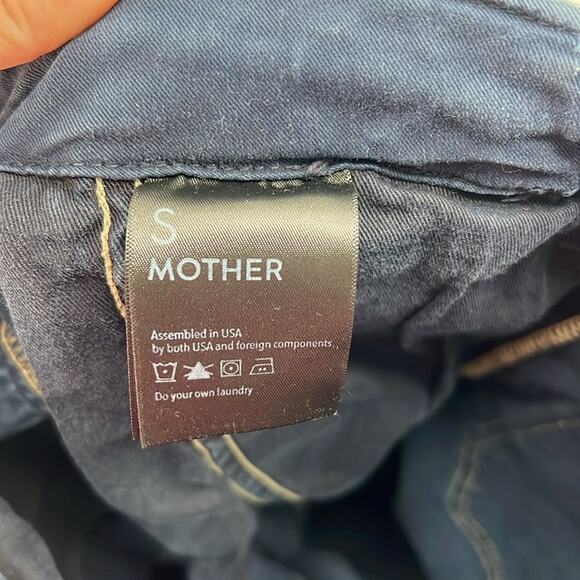 S
MOTHER
Assembled in USA
by both USA and foreign components
Do your own laundry